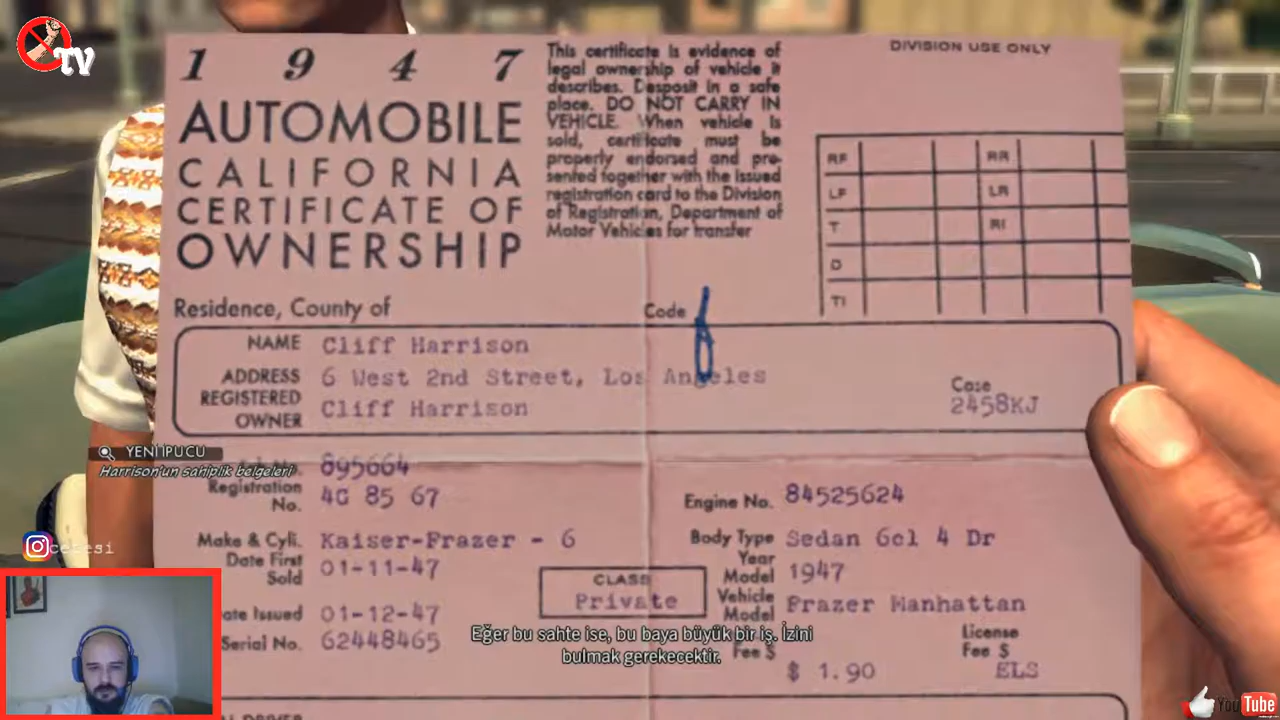 TV
1 9 4 7
AUTOMOBILE
CALIFORNIA
CERTIFICATE OF
OWNERSHIP
This certificate is evidence of
legal ownership of vehicle it
describes. Desposit in a safe
place. DO NOT CARRY IN
VEHICLE. When vehicle is
sold, certificate must be
properly endorsed and pre-
sented together with the issued
registration card to the Division
of Registration, Department of
Motor Vehicles for transfer
DIVISION USE ONLY
RF RR
LF LR
T RI
D
TI
Residence, County of
Code
NAME Cliff Harrison
ADDRESS 6 West 2nd Street, Los Angeles
REGISTERED
OWNER Cliff Harrison
Case
2458KJ
YENİ İPUCU
Harrison'un sahiplik belgeleri
895664
Registration
No. 4G 85 67
Engine No. 84525624
Make & Cyli. Kaiser-Frazer - 6
Body Type Sedan 6cl 4 Dr
Date First
Sold 01-11-47
Year
Model 1947
CLASS
Private
Vehicle
Model Frazer Manhattan
ate Issued 01-12-47
Serial No. 62448465
Fee $
$ 1.90
License
Fee $
ELS
Eğer bu sahte ise, bu baya büyük bir iş. İzini
bulmak gerekecektir.
YouTube